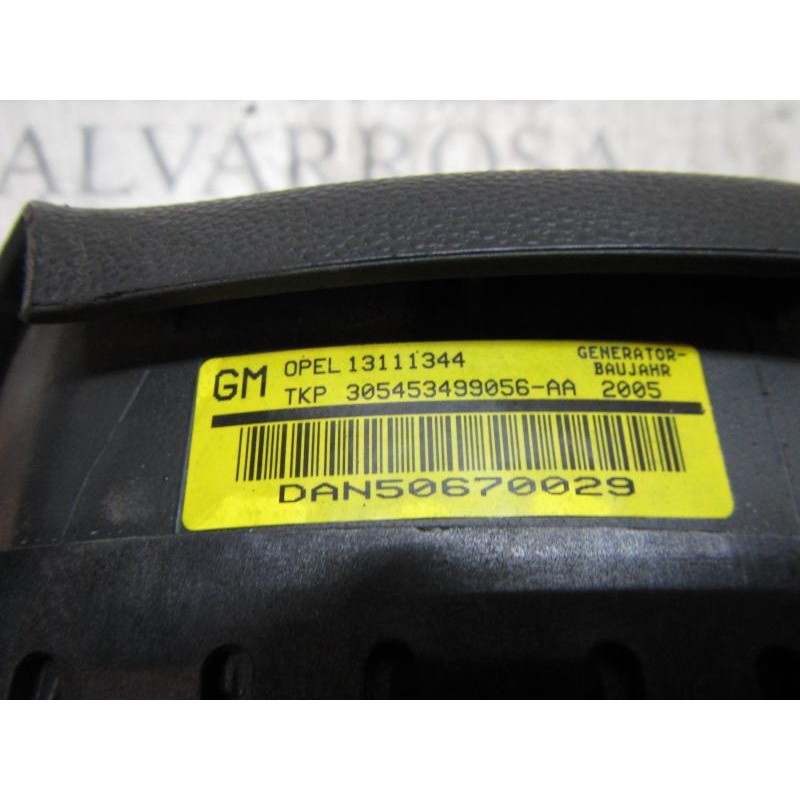 ALVARROSA
GM OPEL 13111344 GENERATOR-
BAUJAHR
TKP 305453499056-AA 2005
DAN50670029